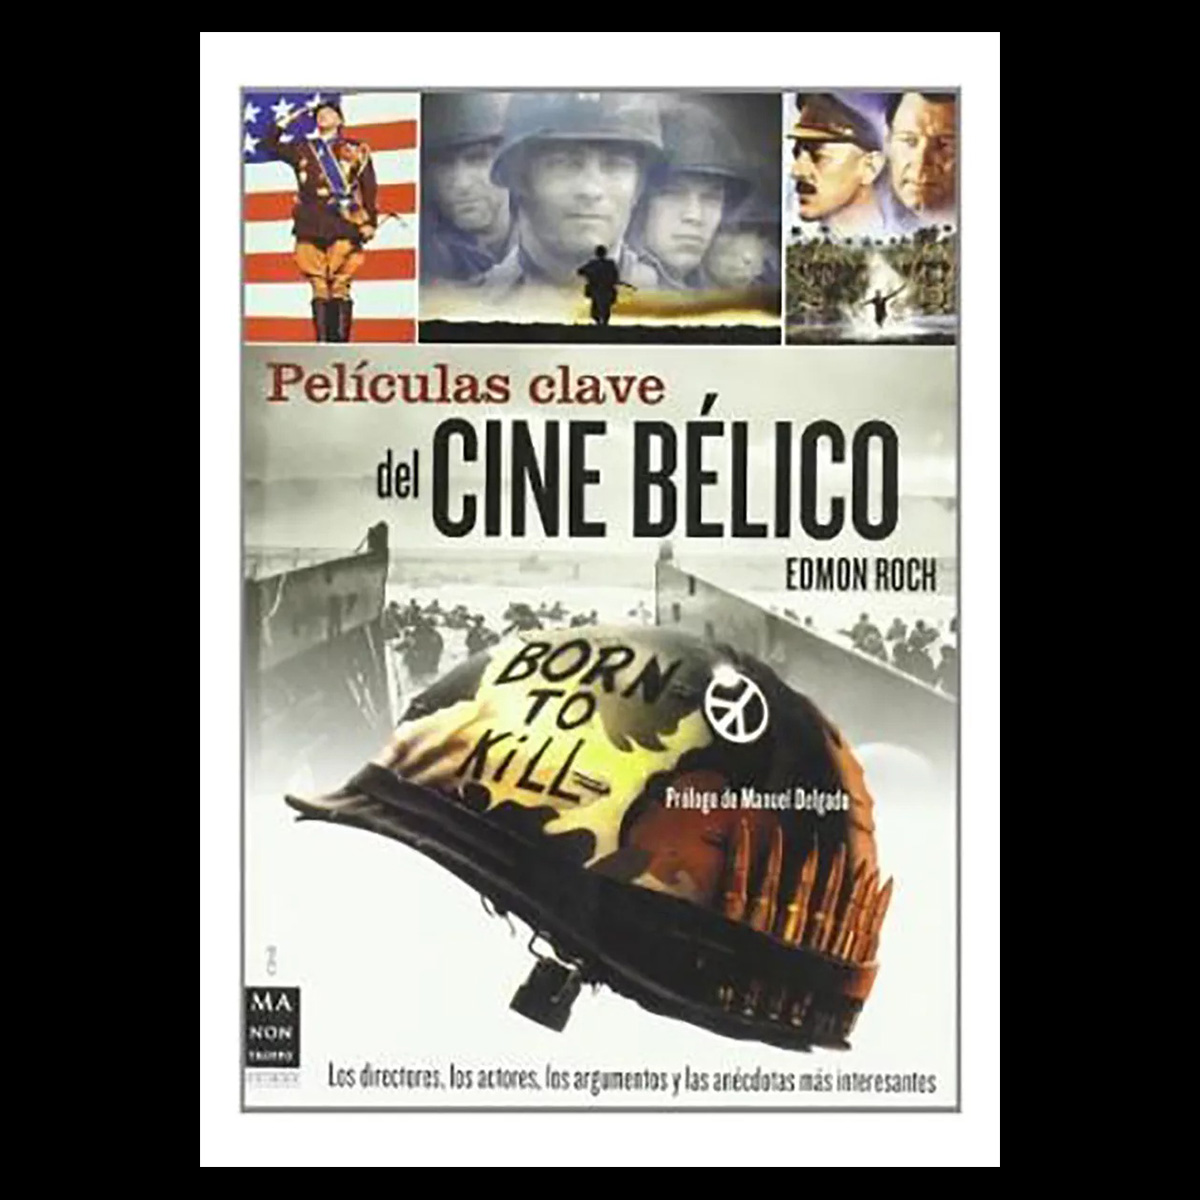 Películas clave
del CINE BÉLICO
EDMON ROCH
BORN
TO
KiLL
Prólogo de Manuel Delgado
MA
NON
TROPPO
Los directores, los actores, los argumentos y las anécdotas más interesantes